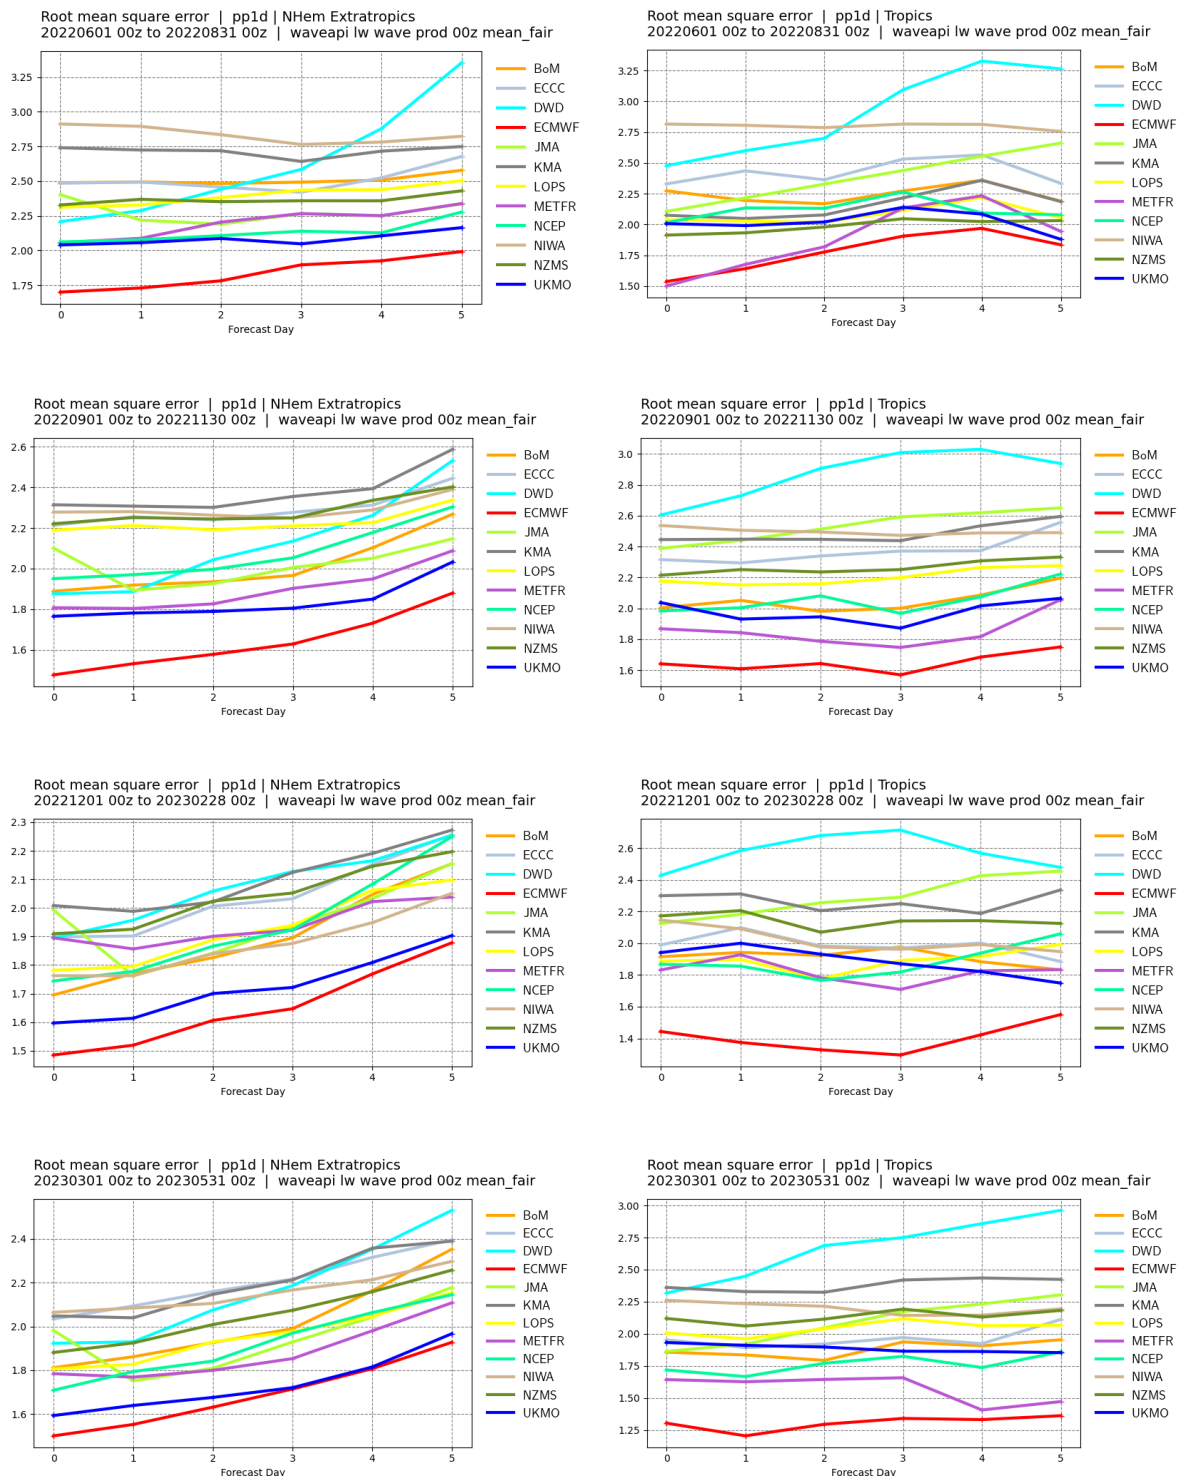 Root mean square error | pp1d | NHem Extratropics
20220601 00z to 20220831 00z | waveapi lw wave prod 00z mean_fair
3.25
3.00
2.75
2.50
2.25
2.00
1.75
0 1 2 3 4 5
Forecast Day
BoM
ECCC
DWD
ECMWF
JMA
KMA
LOPS
METFR
NCEP
NIWA
NZMS
UKMO
Root mean square error | pp1d | Tropics
20220601 00z to 20220831 00z | waveapi lw wave prod 00z mean_fair
3.25
3.00
2.75
2.50
2.25
2.00
1.75
1.50
0 1 2 3 4 5
Forecast Day
BoM
ECCC
DWD
ECMWF
JMA
KMA
LOPS
METFR
NCEP
NIWA
NZMS
UKMO
Root mean square error | pp1d | NHem Extratropics
20220901 00z to 20221130 00z | waveapi lw wave prod 00z mean_fair
2.6
2.4
2.2
2.0
1.8
1.6
0 1 2 3 4 5
Forecast Day
BoM
ECCC
DWD
ECMWF
JMA
KMA
LOPS
METFR
NCEP
NIWA
NZMS
UKMO
Root mean square error | pp1d | Tropics
20220901 00z to 20221130 00z | waveapi lw wave prod 00z mean_fair
3.0
2.8
2.6
2.4
2.2
2.0
1.8
1.6
0 1 2 3 4 5
Forecast Day
BoM
ECCC
DWD
ECMWF
JMA
KMA
LOPS
METFR
NCEP
NIWA
NZMS
UKMO
Root mean square error | pp1d | NHem Extratropics
20221201 00z to 20230228 00z | waveapi lw wave prod 00z mean_fair
2.3
2.2
2.1
2.0
1.9
1.8
1.7
1.6
1.5
0 1 2 3 4 5
Forecast Day
BoM
ECCC
DWD
ECMWF
JMA
KMA
LOPS
METFR
NCEP
NIWA
NZMS
UKMO
Root mean square error | pp1d | Tropics
20221201 00z to 20230228 00z | waveapi lw wave prod 00z mean_fair
2.6
2.4
2.2
2.0
1.8
1.6
1.4
0 1 2 3 4 5
Forecast Day
BoM
ECCC
DWD
ECMWF
JMA
KMA
LOPS
METFR
NCEP
NIWA
NZMS
UKMO
Root mean square error | pp1d | NHem Extratropics
20230301 00z to 20230531 00z | waveapi lw wave prod 00z mean_fair
2.4
2.2
2.0
1.8
1.6
0 1 2 3 4 5
Forecast Day
BoM
ECCC
DWD
ECMWF
JMA
KMA
LOPS
METFR
NCEP
NIWA
NZMS
UKMO
Root mean square error | pp1d | Tropics
20230301 00z to 20230531 00z | waveapi lw wave prod 00z mean_fair
3.00
2.75
2.50
2.25
2.00
1.75
1.50
1.25
0 1 2 3 4 5
Forecast Day
BoM
ECCC
DWD
ECMWF
JMA
KMA
LOPS
METFR
NCEP
NIWA
NZMS
UKMO